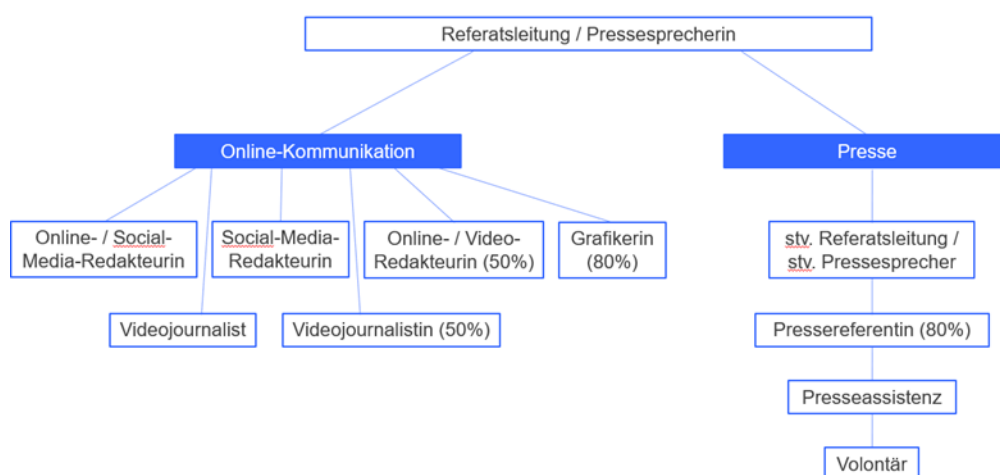 Referatsleitung / Pressesprecherin
Online-Kommunikation
Presse
Online- / Social-
Media-Redakteurin
Social-Media-
Redakteurin
Online- / Video-
Redakteurin (50%)
Grafikerin
(80%)
stv. Referatsleitung /
stv. Pressesprecher
Videojournalist
Videojournalistin (50%)
Pressereferentin (80%)
Presseassistenz
Volontär